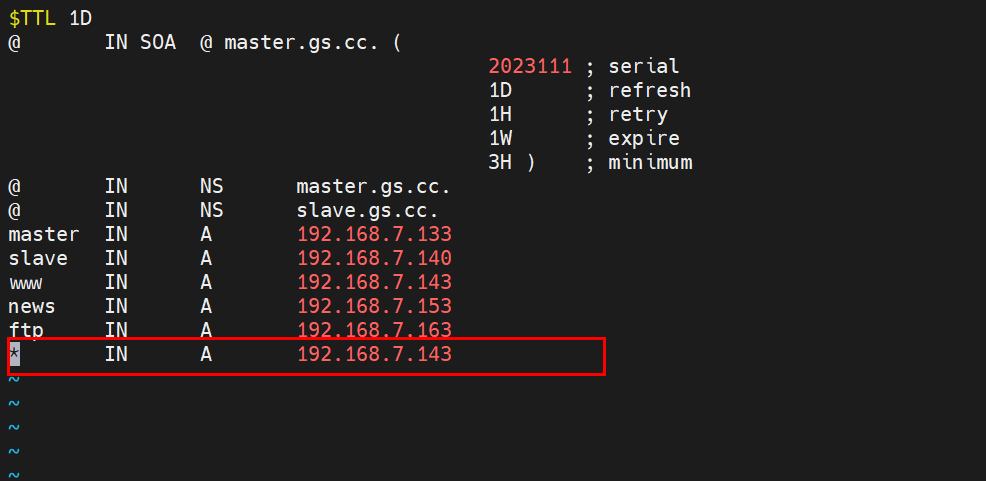 $TTL 1D
@ IN SOA @ master.gs.cc. (
2023111 ; serial
1D ; refresh
1H ; retry
1W ; expire
3H ) ; minimum
@ IN NS master.gs.cc.
@ IN NS slave.gs.cc.
master IN A 192.168.7.133
slave IN A 192.168.7.140
www IN A 192.168.7.143
news IN A 192.168.7.153
ftp IN A 192.168.7.163
* IN A 192.168.7.143
~
~
~
~
~